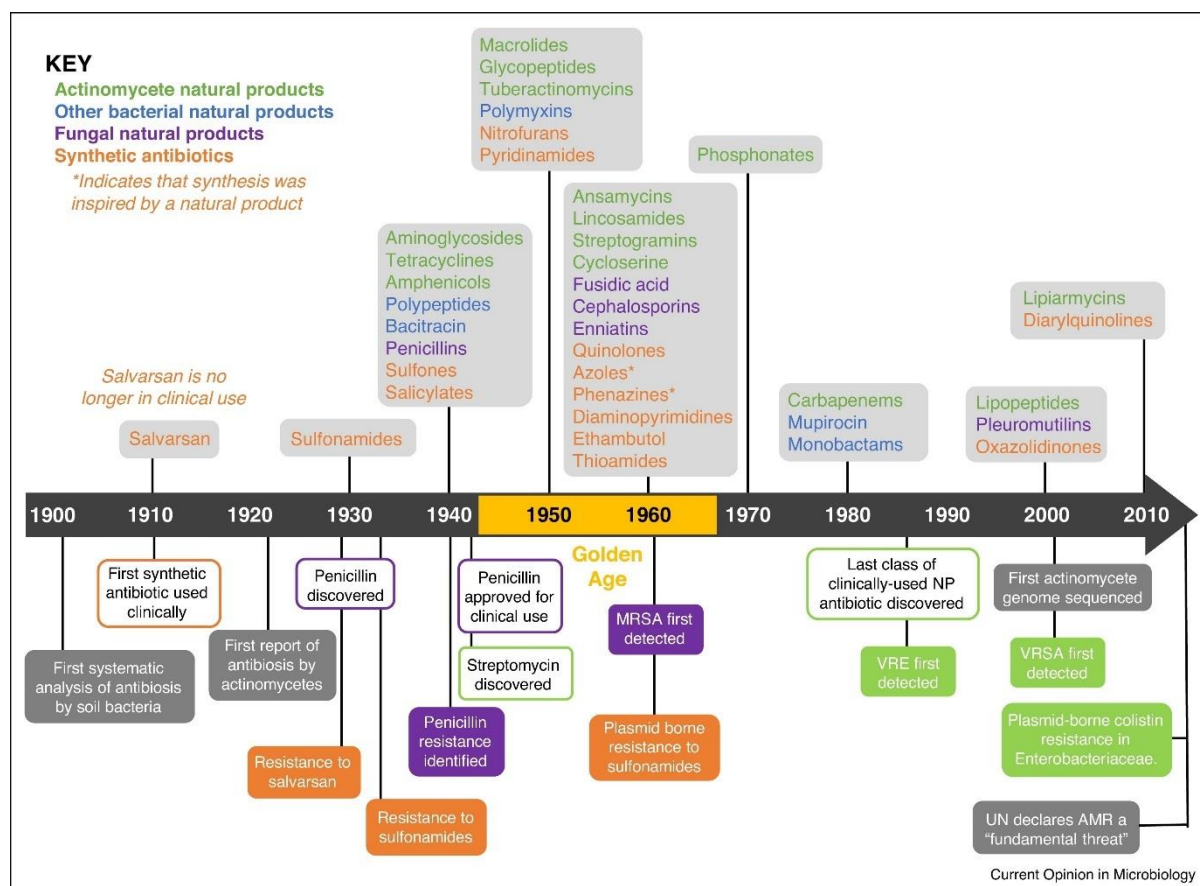 KEY
Actinomycete natural products
Other bacterial natural products
Fungal natural products
Synthetic antibiotics
*Indicates that synthesis was
inspired by a natural product
Macrolides
Glycopeptides
Tuberactinomycins
Polymyxins
Nitrofurans
Pyridinamides
Phosphonates
Ansamycins
Lincosamides
Streptogramins
Cycloserine
Fusidic acid
Cephalosporins
Enniatins
Quinolones
Azoles*
Phenazines*
Diaminopyrimidines
Ethambutol
Thioamides
Aminoglycosides
Tetracyclines
Amphenicols
Polypeptides
Bacitracin
Penicillins
Sulfones
Salicylates
Lipiarmycins
Diarylquinolines
Salvarsan is no
longer in clinical use
Salvarsan
Sulfonamides
Carbapenems
Mupirocin
Monobactams
Lipopeptides
Pleuromutilins
Oxazolidinones
1900 1910 1920 1930 1940 1950 1960 1970 1980 1990 2000 2010
Golden
Age
First synthetic
antibiotic used
clinically
Penicillin
discovered
Penicillin
approved for
clinical use
Last class of
clinically-used NP
antibiotic discovered
First actinomycete
genome sequenced
MRSA first
detected
First report of
antibiosis by
actinomycetes
First systematic
analysis of antibiosis
by soil bacteria
Streptomycin
discovered
VRE first
detected
VRSA first
detected
Penicillin
resistance
identified
Plasmid borne
resistance to
sulfonamides
Plasmid-borne colistin
resistance in
Enterobacteriaceae.
Resistance to
salvarsan
Resistance to
sulfonamides
UN declares AMR a
“fundamental threat”
Current Opinion in Microbiology